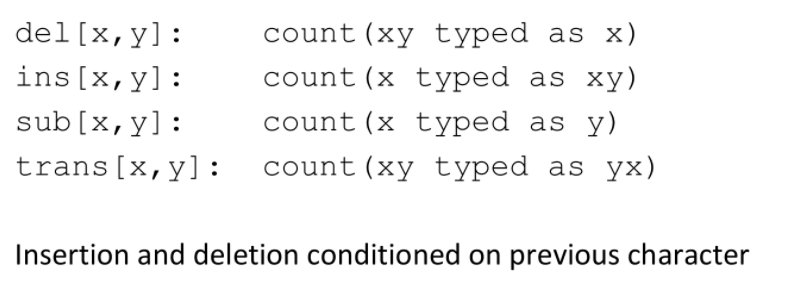 del[x,y]: count(xy typed as x)
ins[x,y]: count(x typed as xy)
sub[x,y]: count(x typed as y)
trans[x,y]: count(xy typed as yx)
Insertion and deletion conditioned on previous character